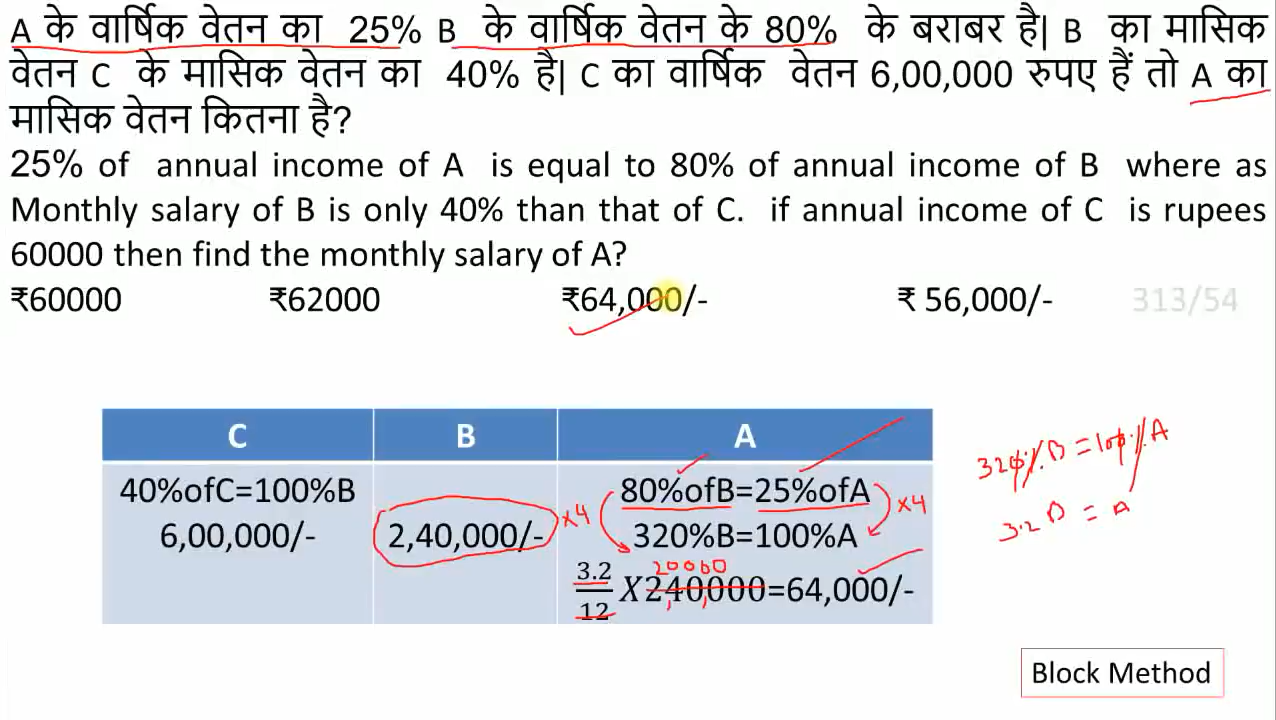 A के वार्षिक वेतन का 25% B के वार्षिक वेतन के 80% के बराबर है| B का मासिक
वेतन C के मासिक वेतन का 40% है| C का वार्षिक वेतन 6,00,000 रुपए हैं तो A का
मासिक वेतन कितना है?
25% of annual income of A is equal to 80% of annual income of B where as
Monthly salary of B is only 40% than that of C. if annual income of C is rupees
60000 then find the monthly salary of A?
₹60000 ₹62000 ₹64,000/- ₹ 56,000/- 313/54
C B A
40%ofC=100%B 80%ofB=25%ofA
6,00,000/- 2,40,000/- x4 320%B=100%A x4
20000
3.2/12 X240,000=64,000/-
320% B = 100% A
3.2 B = A
Block Method